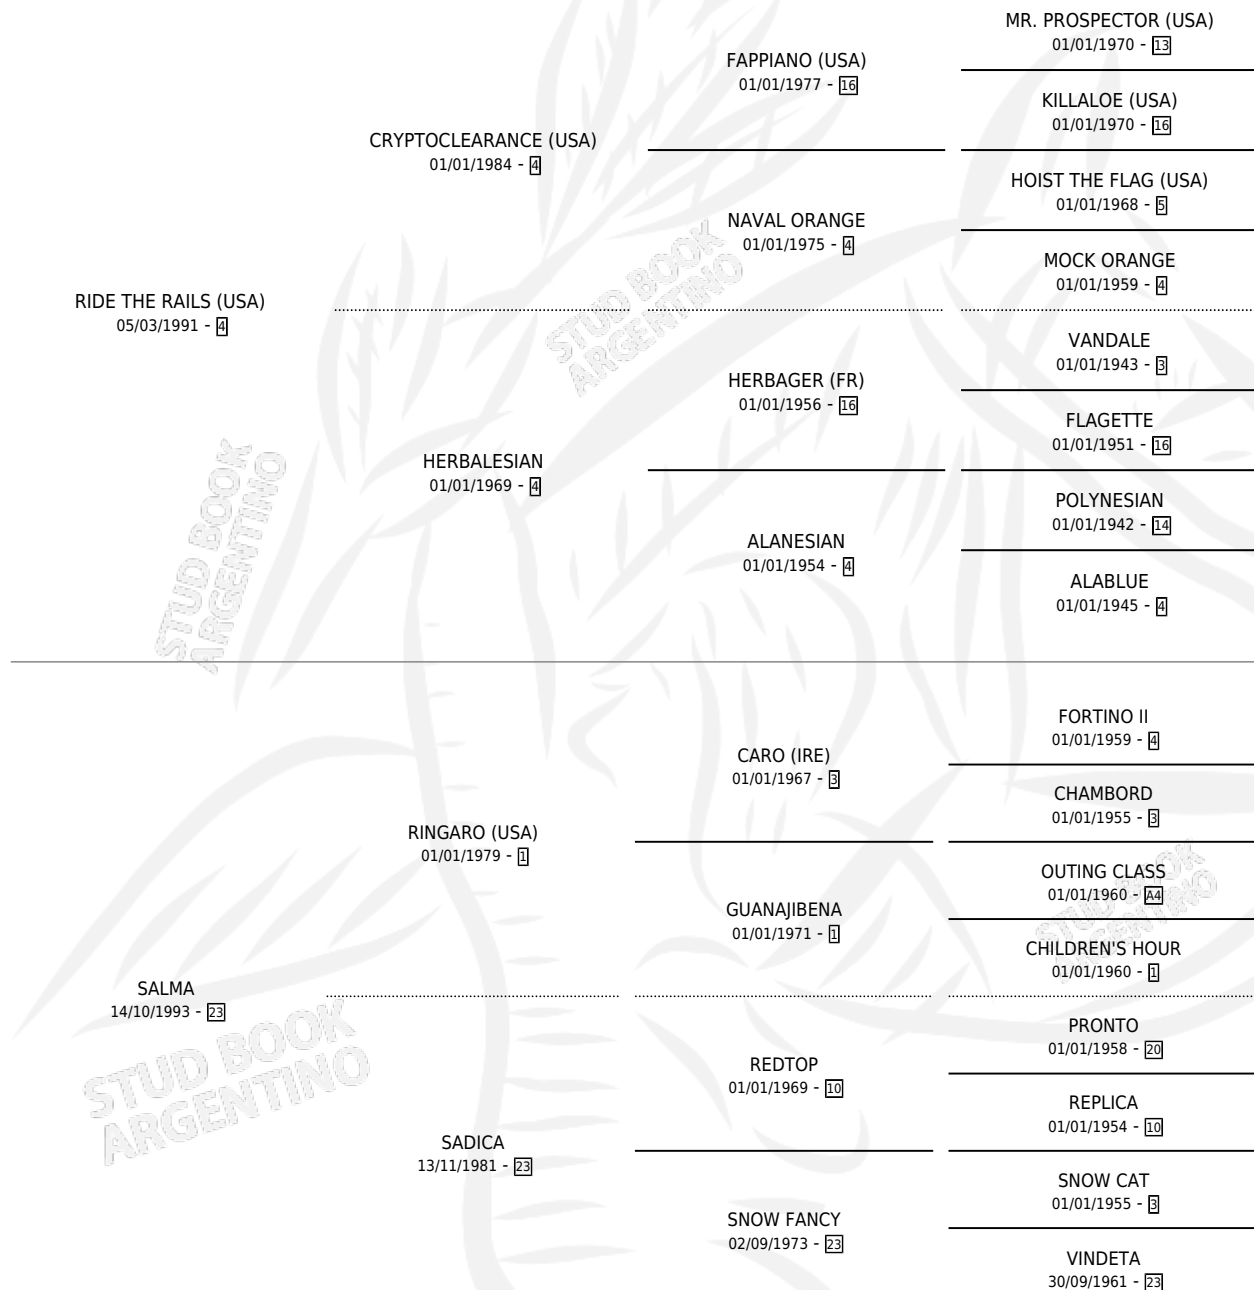 MR. PROSPECTOR (USA)
01/01/1970 - 13
FAPPIANO (USA)
01/01/1977 - 16
KILLALOE (USA)
01/01/1970 - 16
CRYPTOCLEARANCE (USA)
01/01/1984 - 4
HOIST THE FLAG (USA)
01/01/1968 - 5
NAVAL ORANGE
01/01/1975 - 4
MOCK ORANGE
01/01/1959 - 4
RIDE THE RAILS (USA)
05/03/1991 - 4
VANDALE
01/01/1943 - 3
HERBAGER (FR)
01/01/1956 - 16
FLAGETTE
01/01/1951 - 16
HERBALESIAN
01/01/1969 - 4
POLYNESIAN
01/01/1942 - 14
ALANESIAN
01/01/1954 - 4
ALABLUE
01/01/1945 - 4
STUD BOOK
ARGENTINO
STUD BOOK
ARGENTINO
FORTINO II
01/01/1959 - 4
CARO (IRE)
01/01/1967 - 3
CHAMBORD
01/01/1955 - 3
RINGARO (USA)
01/01/1979 - 1
OUTING CLASS
01/01/1960 - A4
GUANAJIBENA
01/01/1971 - 1
CHILDREN'S HOUR
01/01/1960 - 1
SALMA
14/10/1993 - 23
PRONTO
01/01/1958 - 20
REDTOP
01/01/1969 - 10
REPLICA
01/01/1954 - 10
SADICA
13/11/1981 - 23
SNOW CAT
01/01/1955 - 3
SNOW FANCY
02/09/1973 - 23
VINDETA
30/09/1961 - 23
STUD BOOK
ARGENTINO
STUD BOOK
ARGENTINO